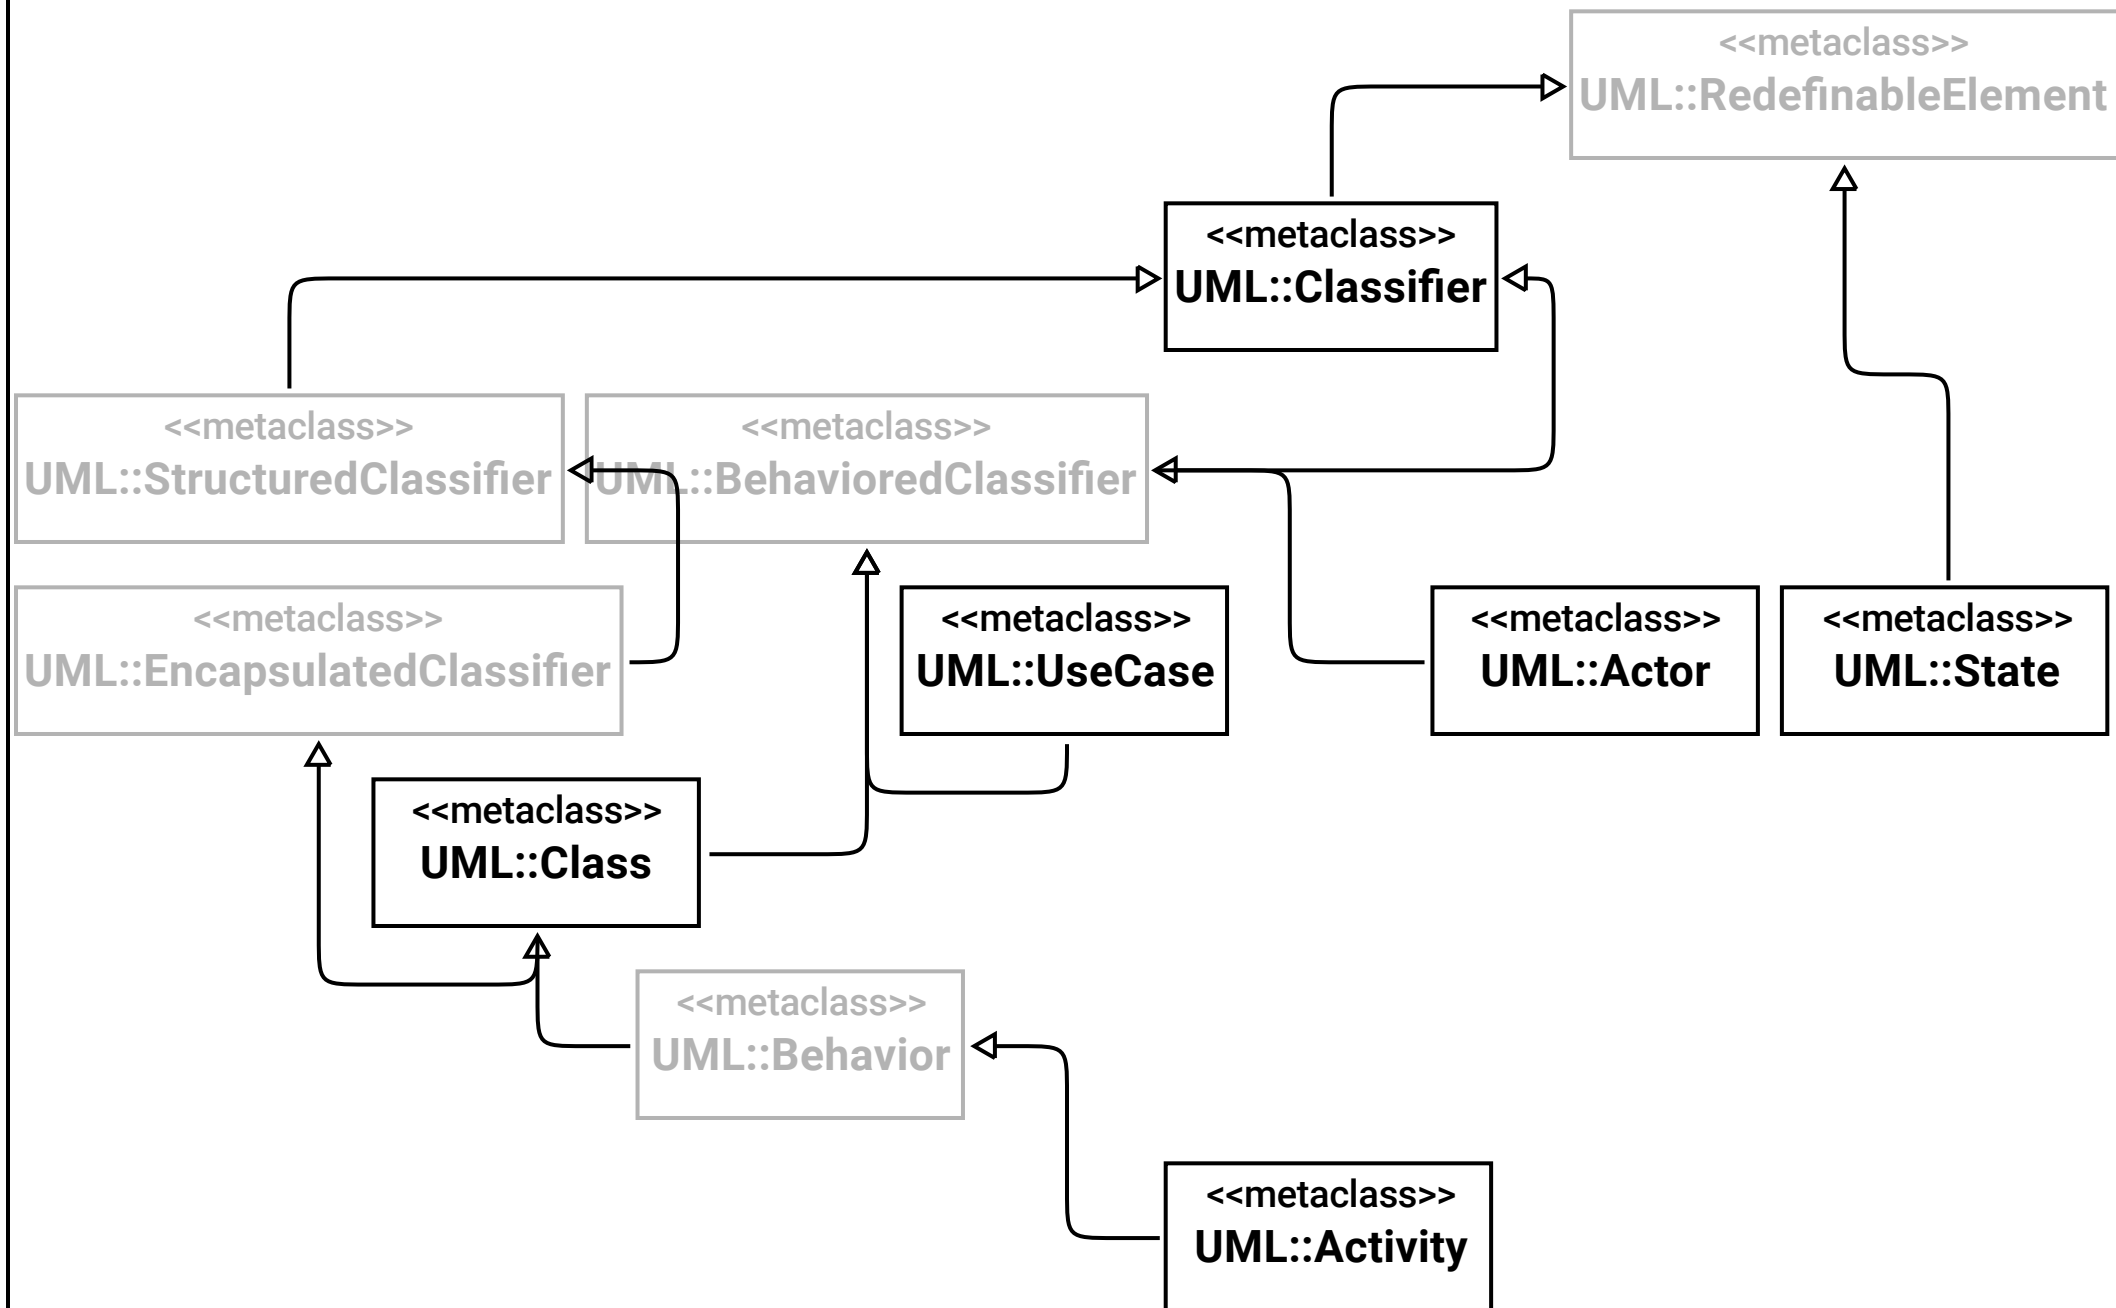 <<metaclass>>
UML::RedefinableElement
<<metaclass>>
UML::Classifier
<<metaclass>>
UML::StructuredClassifier
<<metaclass>>
UML::BehavioredClassifier
<<metaclass>>
UML::EncapsulatedClassifier
<<metaclass>>
UML::UseCase
<<metaclass>>
UML::Actor
<<metaclass>>
UML::State
<<metaclass>>
UML::Class
<<metaclass>>
UML::Behavior
<<metaclass>>
UML::Activity